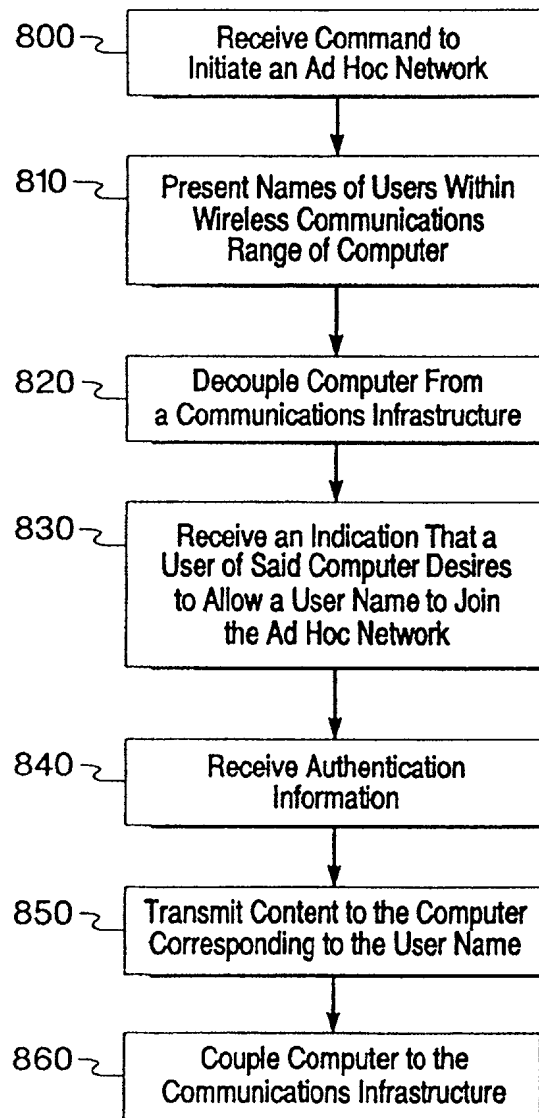 800
Receive Command to
Initiate an Ad Hoc Network
810
Present Names of Users Within
Wireless Communications
Range of Computer
820
Decouple Computer From
a Communications Infrastructure
830
Receive an Indication That a
User of Said Computer Desires
to Allow a User Name to Join
the Ad Hoc Network
840
Receive Authentication
Information
850
Transmit Content to the Computer
Corresponding to the User Name
860
Couple Computer to the
Communications Infrastructure